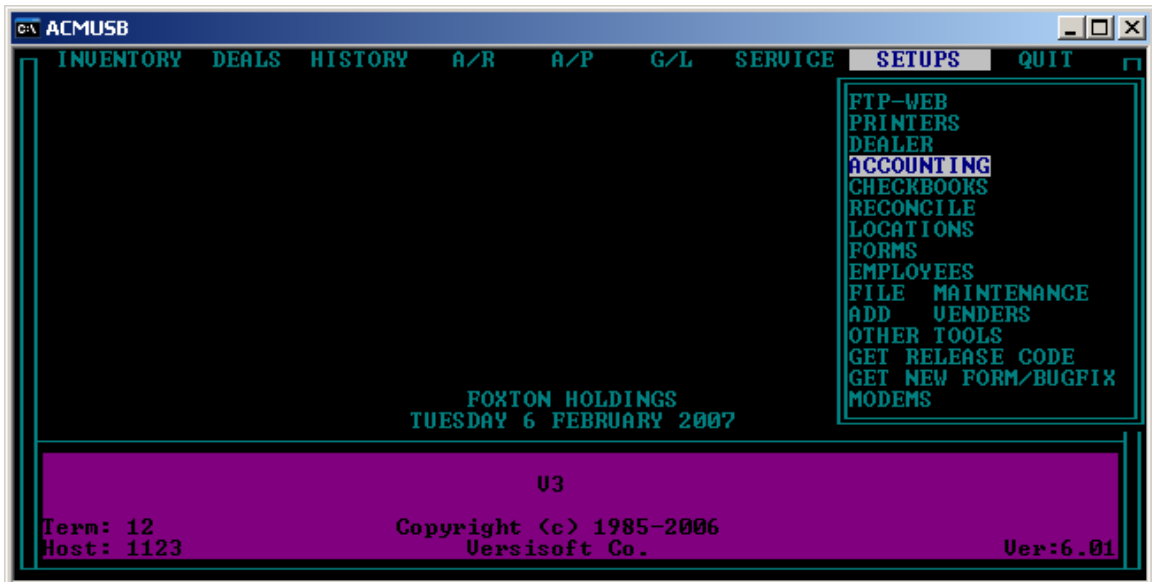 ACMUSB
INVENTORY DEALS HISTORY A/R A/P G/L SERVICE SETUPS QUIT
FTP-WEB
PRINTERS
DEALER
ACCOUNTING
CHECKBOOKS
RECONCILE
LOCATIONS
FORMS
EMPLOYEES
FILE MAINTENANCE
ADD VENDERS
OTHER TOOLS
GET RELEASE CODE
GET NEW FORM/BUGFIX
MODEMS
FOXTON HOLDINGS
TUESDAY 6 FEBRUARY 2007
V3
Term: 12 Copyright (c) 1985-2006
Host: 1123 Versisoft Co. Ver:6.01